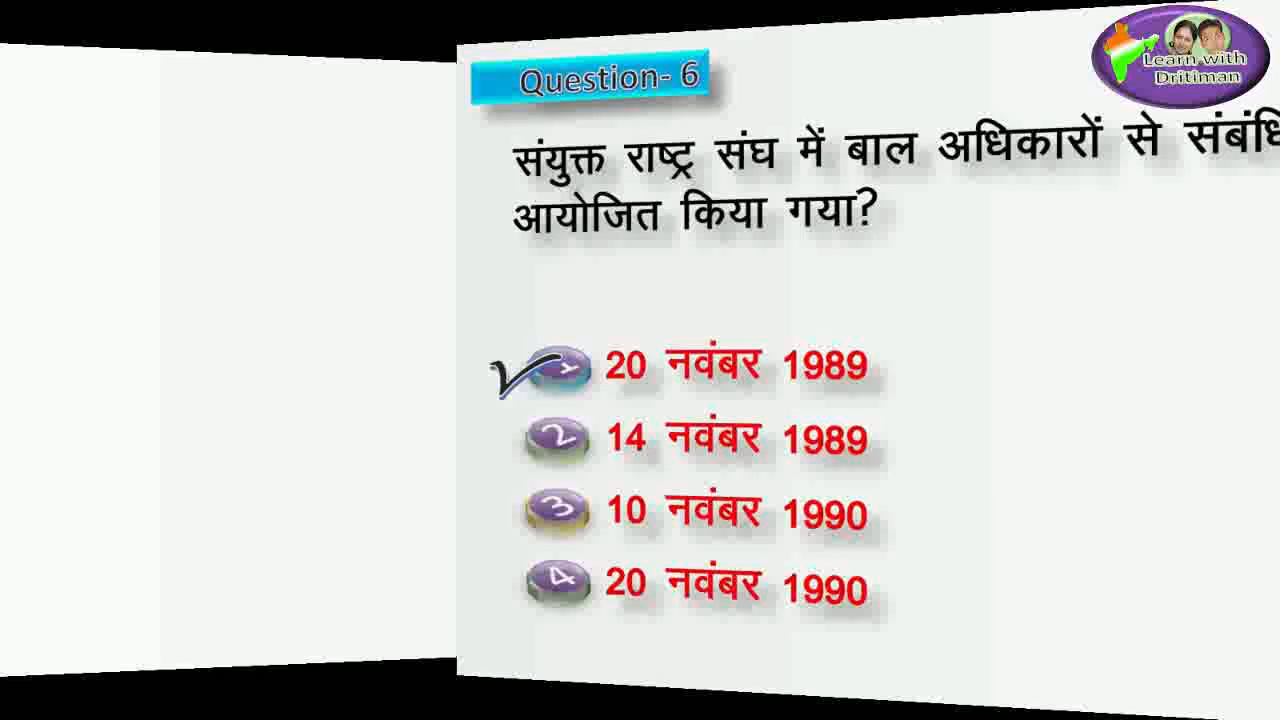 Learn with
Dritiman
Question- 6
संयुक्त राष्ट्र संघ में बाल अधिकारों से
आयोजित किया गया?
1 20 नवंबर 1989
2 14 नवंबर 1989
3 10 नवंबर 1990
4 20 नवंबर 1990